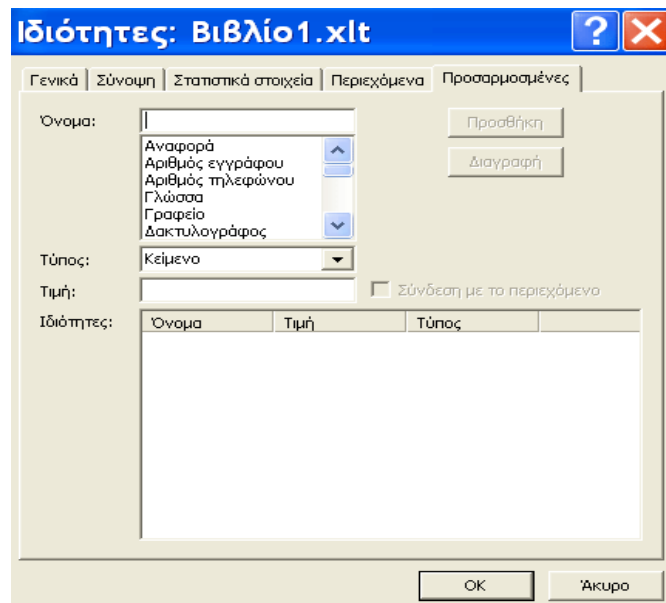 Ιδιότητες: Βιβλίο1.xlt
Γενικά Σύνοψη Στατιστικά στοιχεία Περιεχόμενα Προσαρμοσμένες
Όνομα: Προσθήκη
Αναφορά
Αριθμός εγγράφου
Διαγραφή
Αριθμός τηλεφώνου
Γλώσσα
Γραφείο
Δακτυλογράφος
Τύπος: Κείμενο
Τιμή: Σύνδεση με το περιεχόμενο
Ιδιότητες: Όνομα Τιμή Τύπος
OK Άκυρο